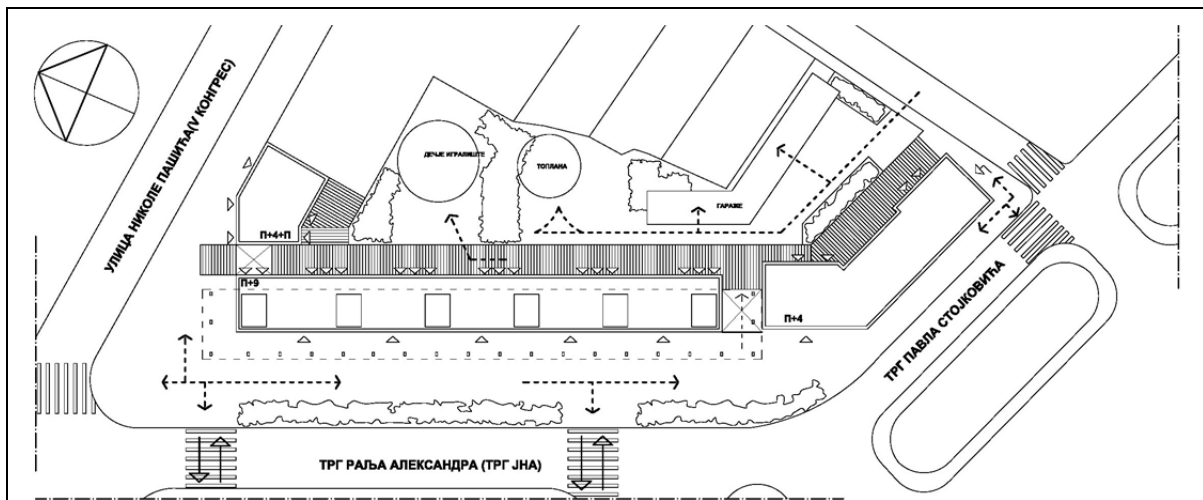 УЛИЦА НИКОЛЕ ПАШИЋА(V КОНГРЕС)
ДЕЧЈЕ ИГРАЛИШТЕ
ТОПЛАНА
ГАРАЖЕ
П+4+П
П+9
П+4
ТРГ ПАВЛА СТОЈКОВИЋА
ТРГ РАЉА АЛЕКСАНДРА (ТРГ ЈНА)